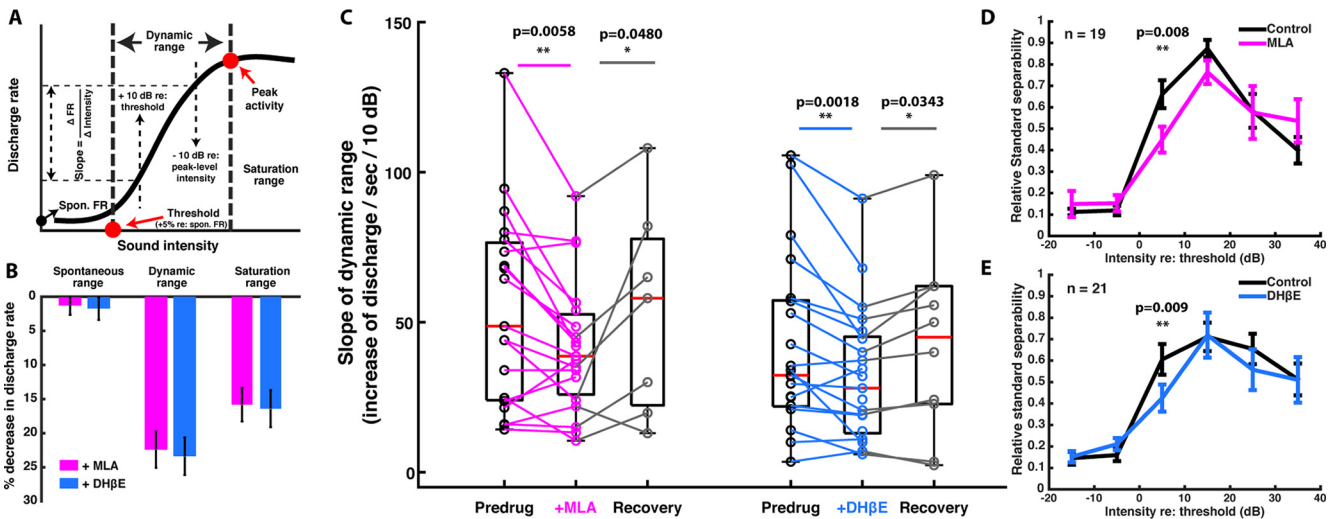 A
Dynamic
range
Discharge rate
Slope = Δ FR / Δ Intensity
+ 10 dB re:
threshold
Peak
activity
- 10 dB re:
peak-level
intensity
Saturation
range
Spon. FR
Threshold
(+5% re: spon. FR)
Sound intensity
B
Spontaneous
range
Dynamic
range
Saturation
range
% decrease in discharge rate
0
5
10
15
20
25
30
+ MLA
+ DHβE
C
Slope of dynamic range
(increase of discharge / sec / 10 dB)
150
100
50
0
p=0.0058
**
p=0.0480
*
p=0.0018
**
p=0.0343
*
Predrug +MLA Recovery
Predrug +DHβE Recovery
D
n = 19
p=0.008
**
Control
MLA
Relative Standard separability
1
0.9
0.8
0.7
0.6
0.5
0.4
0.3
0.2
0.1
0
-20 -10 0 10 20 30 40
Intensity re: threshold (dB)
E
n = 21
p=0.009
**
Control
DHβE
Relative standard separability
1
0.9
0.8
0.7
0.6
0.5
0.4
0.3
0.2
0.1
0
-20 -10 0 10 20 30 40
Intensity re: threshold (dB)